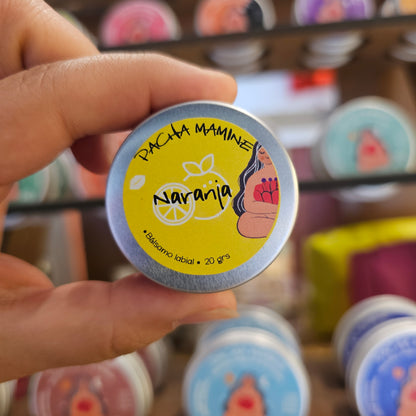 PACHA MAMINE
Naranja
• Bálsamo labial • 20 grs